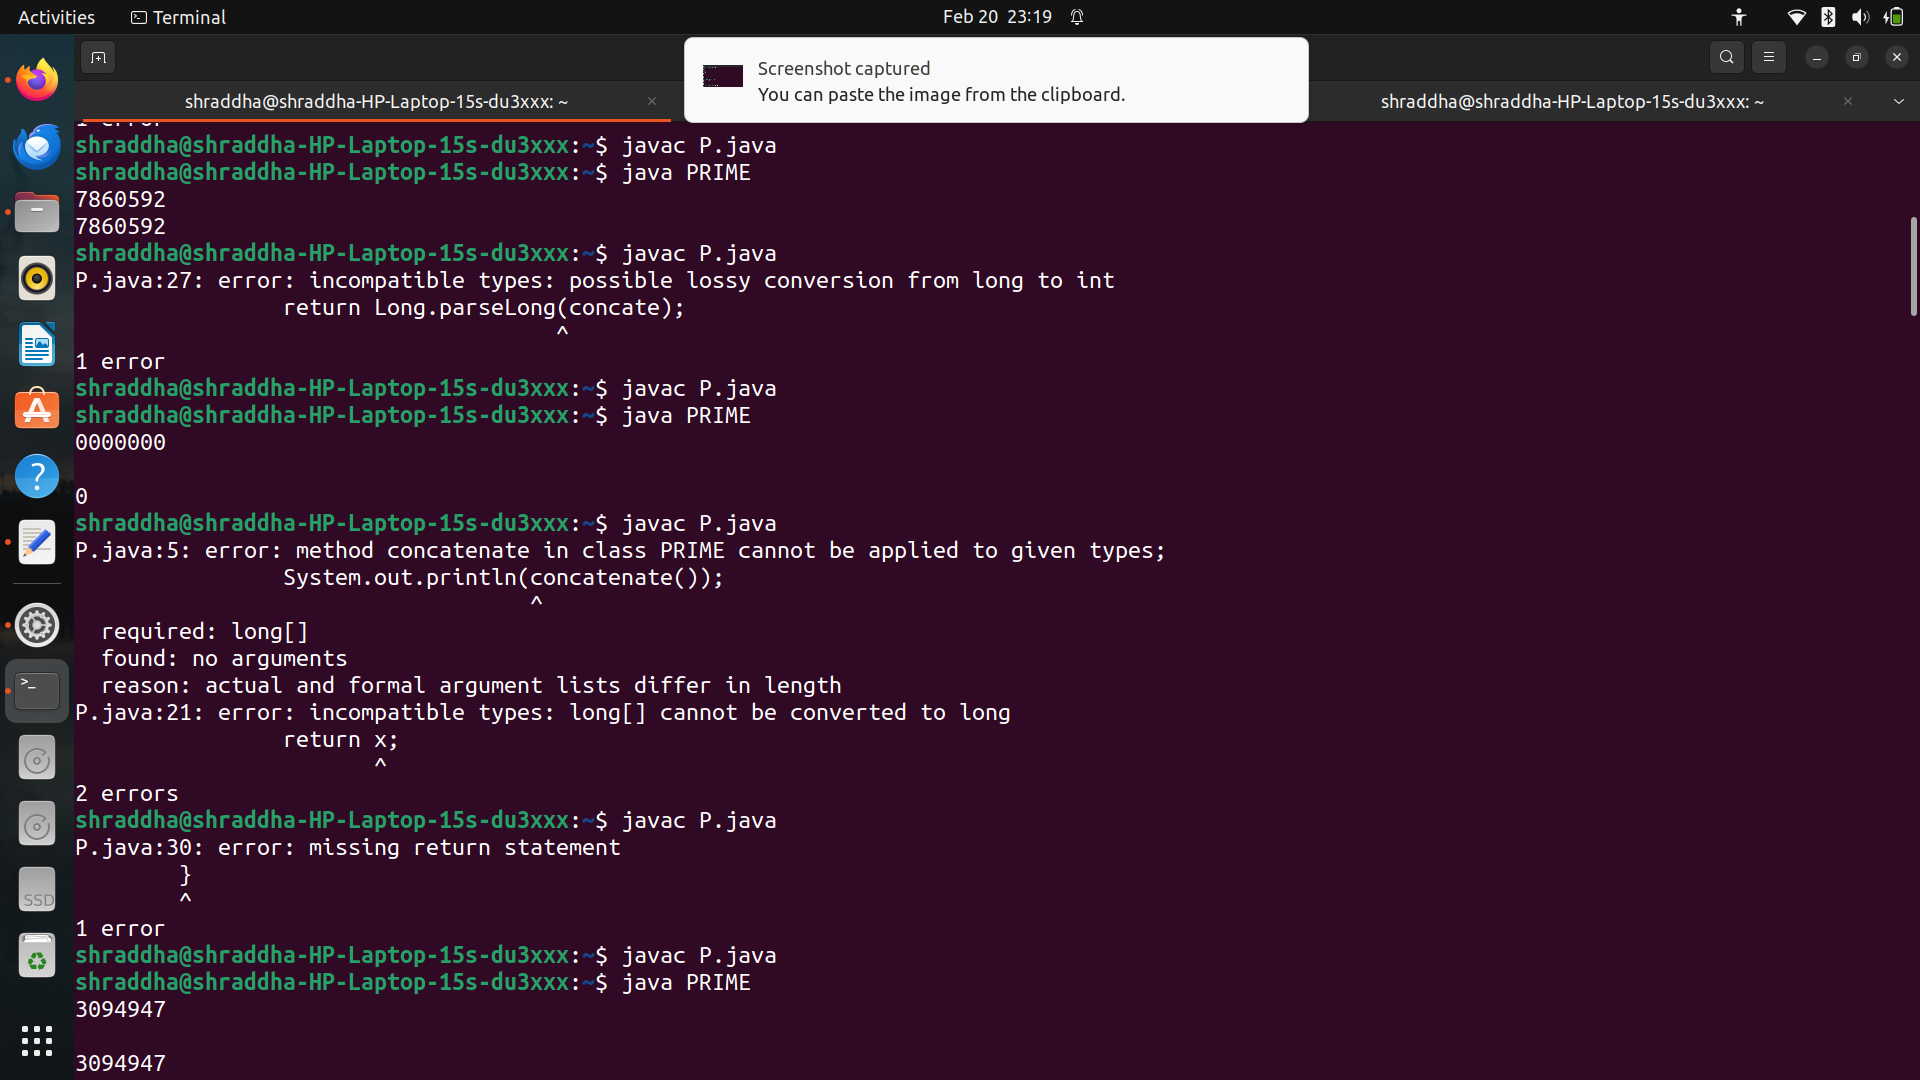 Activities
Terminal
Feb 20 23:19
Screenshot captured
You can paste the image from the clipboard.
shraddha@shraddha-HP-Laptop-15s-du3xxx: ~
shraddha@shraddha-HP-Laptop-15s-du3xxx: ~
1 error
shraddha@shraddha-HP-Laptop-15s-du3xxx:~$ javac P.java
shraddha@shraddha-HP-Laptop-15s-du3xxx:~$ java PRIME
7860592
7860592
shraddha@shraddha-HP-Laptop-15s-du3xxx:~$ javac P.java
P.java:27: error: incompatible types: possible lossy conversion from long to int
                return Long.parseLong(concate);
                                     ^
1 error
shraddha@shraddha-HP-Laptop-15s-du3xxx:~$ javac P.java
shraddha@shraddha-HP-Laptop-15s-du3xxx:~$ java PRIME
0000000
0
shraddha@shraddha-HP-Laptop-15s-du3xxx:~$ javac P.java
P.java:5: error: method concatenate in class PRIME cannot be applied to given types;
                System.out.println(concatenate());
                                   ^
  required: long[]
  found: no arguments
  reason: actual and formal argument lists differ in length
P.java:21: error: incompatible types: long[] cannot be converted to long
                return x;
                       ^
2 errors
shraddha@shraddha-HP-Laptop-15s-du3xxx:~$ javac P.java
P.java:30: error: missing return statement
        }
        ^
1 error
shraddha@shraddha-HP-Laptop-15s-du3xxx:~$ javac P.java
shraddha@shraddha-HP-Laptop-15s-du3xxx:~$ java PRIME
3094947
3094947
SSD